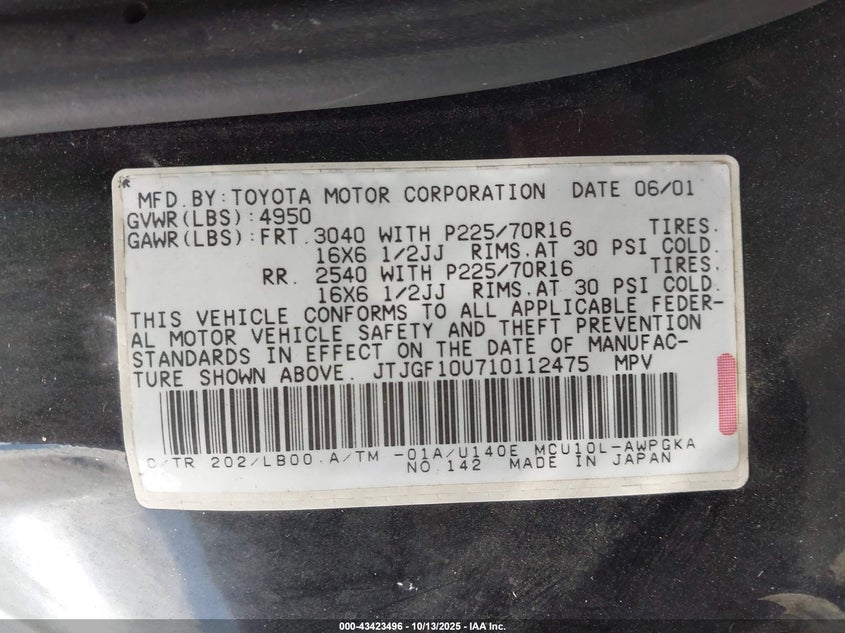 MFD.BY:TOYOTA MOTOR CORPORATION DATE 06/01
GVWR(LBS):4950
GAWR(LBS):FRT.3040 WITH P225/70R16 TIRES.
16X6 1/2JJ RIMS.AT 30 PSI COLD.
RR. 2540 WITH P225/70R16 TIRES.
16X6 1/2JJ RIMS.AT 30 PSI COLD.
THIS VEHICLE CONFORMS TO ALL APPLICABLE FEDER-
AL MOTOR VEHICLE SAFETY AND THEFT PREVENTION
STANDARDS IN EFFECT ON THE DATE OF MANUFAC-
TURE SHOWN ABOVE. JTJGF10U710112475 MPV
C/TR 202/LB00.A/TM -01A/U140E MCU10L-AWPGKA
NO.142 MADE IN JAPAN
000-43423496 - 10/13/2025 - IAA Inc.